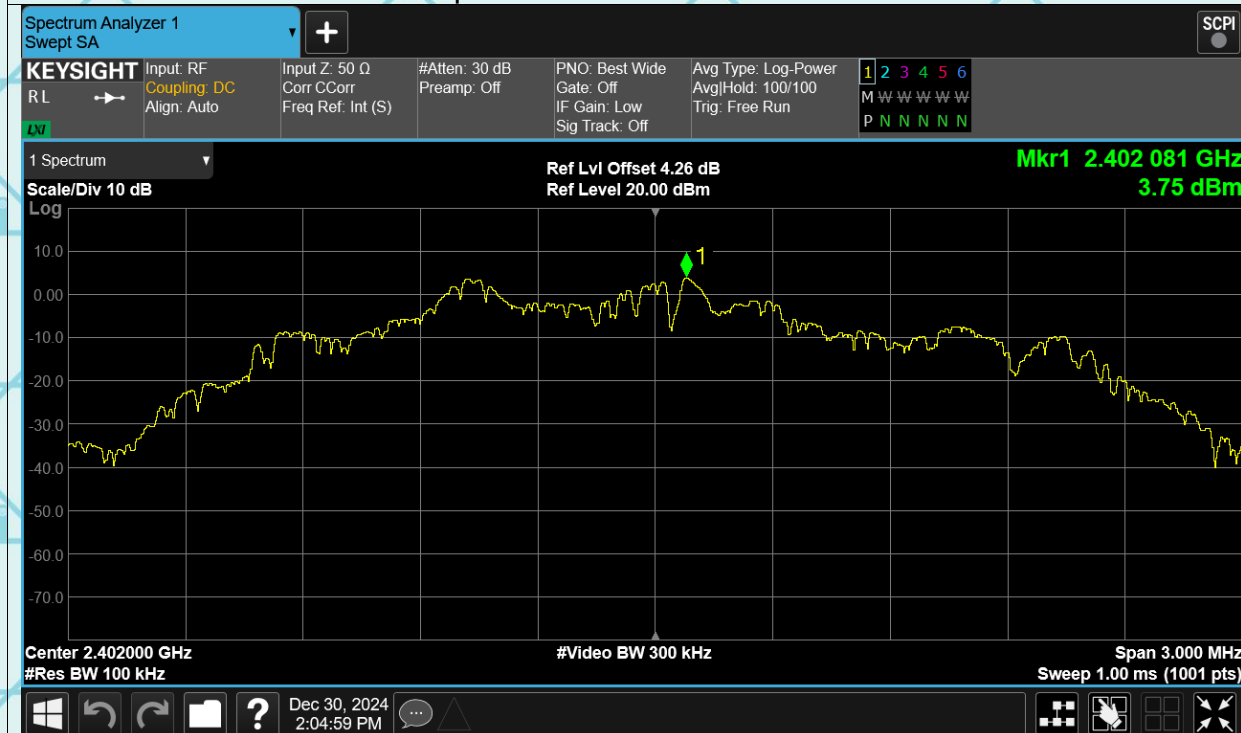 Spectrum Analyzer 1
Swept SA
SCPI
KEYSIGHT
RL
LXI
Input: RF
Coupling: DC
Align: Auto
Input Z: 50 Ω
Corr CCorr
Freq Ref: Int (S)
#Atten: 30 dB
Preamp: Off
PNO: Best Wide
Gate: Off
IF Gain: Low
Sig Track: Off
Avg Type: Log-Power
Avg|Hold: 100/100
Trig: Free Run
1 2 3 4 5 6
M W W W W W W
P N N N N N N
1 Spectrum
Scale/Div 10 dB
Ref Lvl Offset 4.26 dB
Ref Level 20.00 dBm
Mkr1 2.402 081 GHz
3.75 dBm
Log
10.0
0.00
-10.0
-20.0
-30.0
-40.0
-50.0
-60.0
-70.0
1
Center 2.402000 GHz
#Res BW 100 kHz
#Video BW 300 kHz
Span 3.000 MHz
Sweep 1.00 ms (1001 pts)
Dec 30, 2024
2:04:59 PM